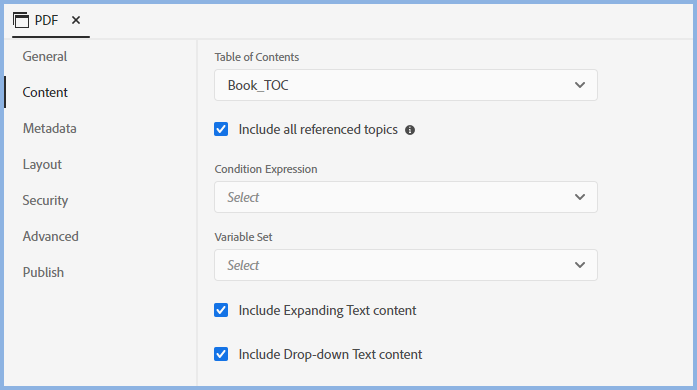 PDF
General
Content
Metadata
Layout
Security
Advanced
Publish
Table of Contents
Book_TOC
Include all referenced topics
Condition Expression
Select
Variable Set
Select
Include Expanding Text content
Include Drop-down Text content